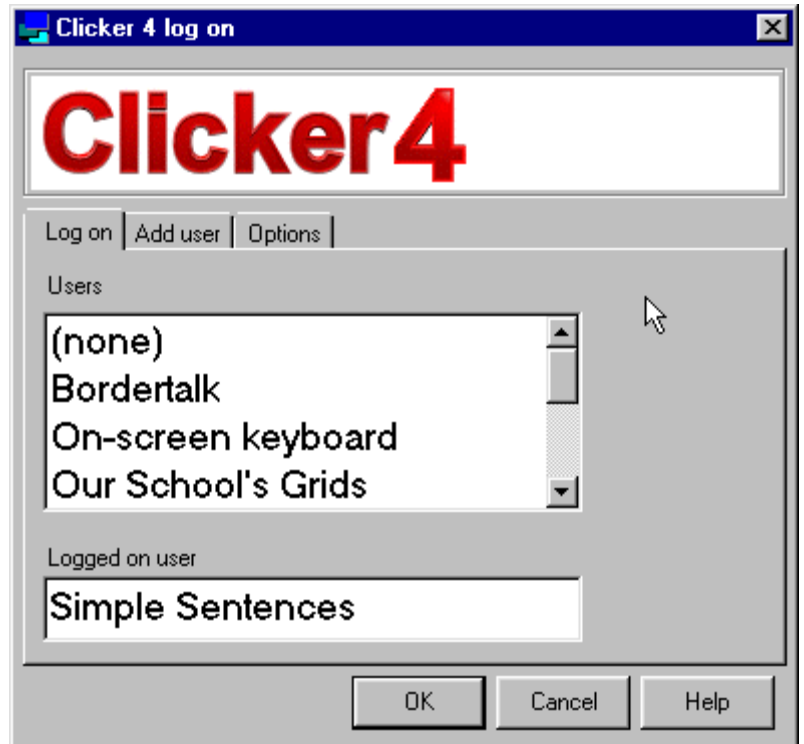 Clicker 4 log on
Clicker4
Log on Add user Options
Users
(none)
Bordertalk
On-screen keyboard
Our School's Grids
Logged on user
Simple Sentences
OK Cancel Help